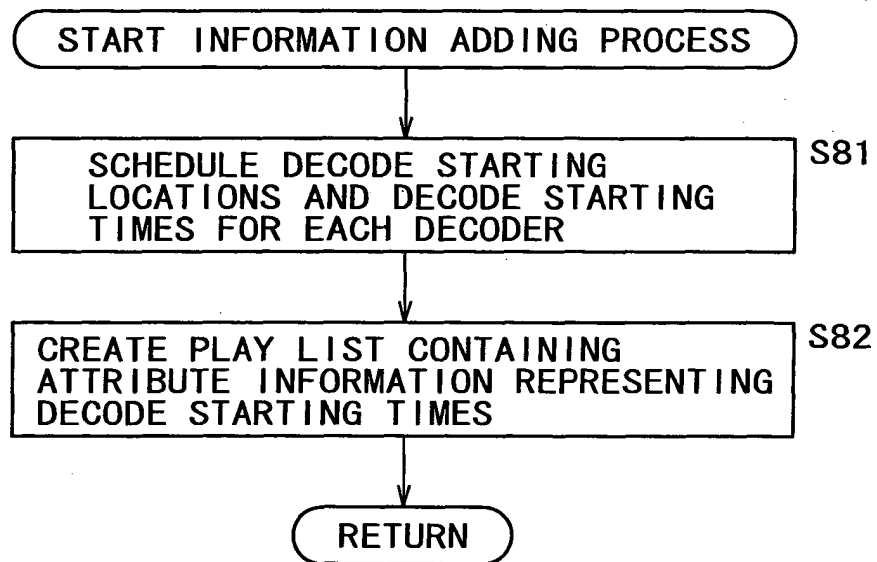 START INFORMATION ADDING PROCESS
S81
SCHEDULE DECODE STARTING
LOCATIONS AND DECODE STARTING
TIMES FOR EACH DECODER
S82
CREATE PLAY LIST CONTAINING
ATTRIBUTE INFORMATION REPRESENTING
DECODE STARTING TIMES
RETURN